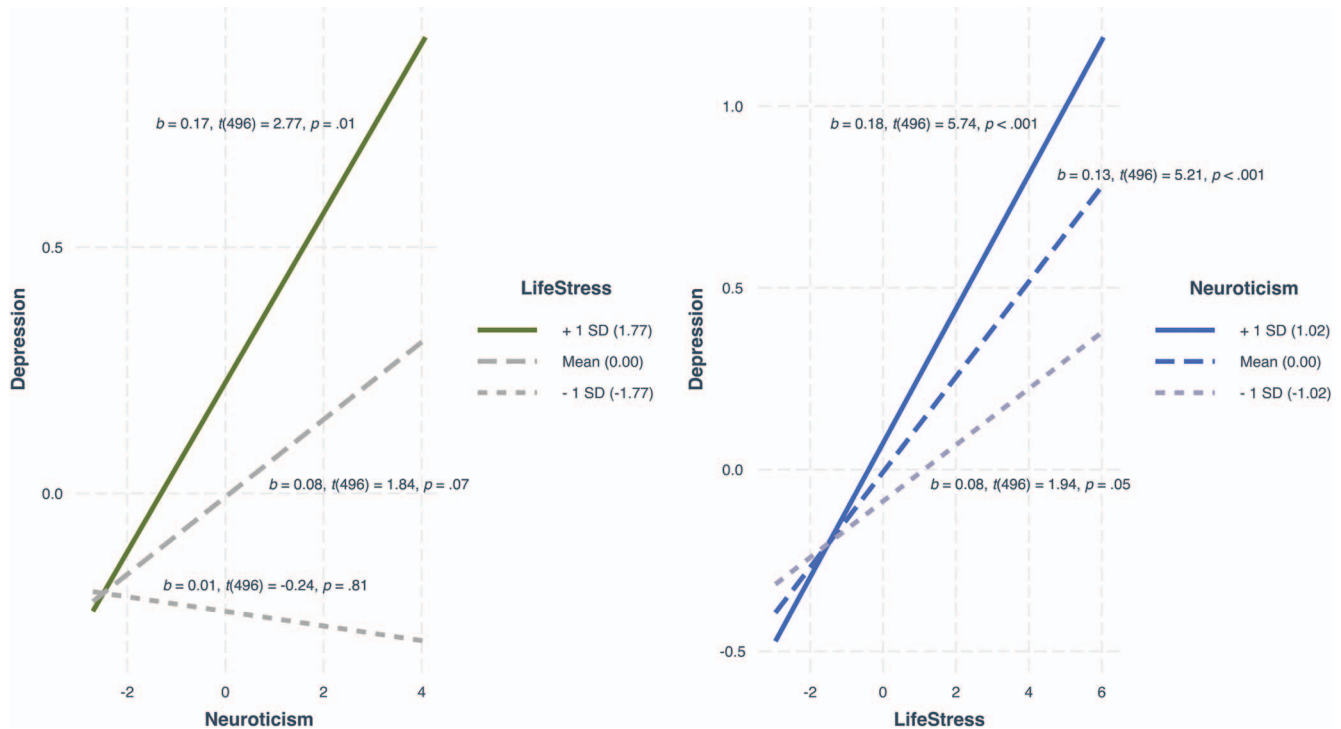 b = 0.17, t(496) = 2.77, p = .01
0.5
0.0
Depression
b = 0.08, t(496) = 1.84, p = .07
b = 0.01, t(496) = -0.24, p = .81
-2 0 2 4
Neuroticism
LifeStress
+ 1 SD (1.77)
Mean (0.00)
- 1 SD (-1.77)
1.0
0.5
0.0
-0.5
Depression
b = 0.18, t(496) = 5.74, p < .001
b = 0.13, t(496) = 5.21, p < .001
b = 0.08, t(496) = 1.94, p = .05
-2 0 2 4 6
LifeStress
Neuroticism
+ 1 SD (1.02)
Mean (0.00)
- 1 SD (-1.02)